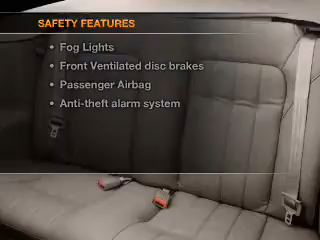 SAFETY FEATURES
• Fog Lights
• Front Ventilated disc brakes
• Passenger Airbag
• Anti-theft alarm system